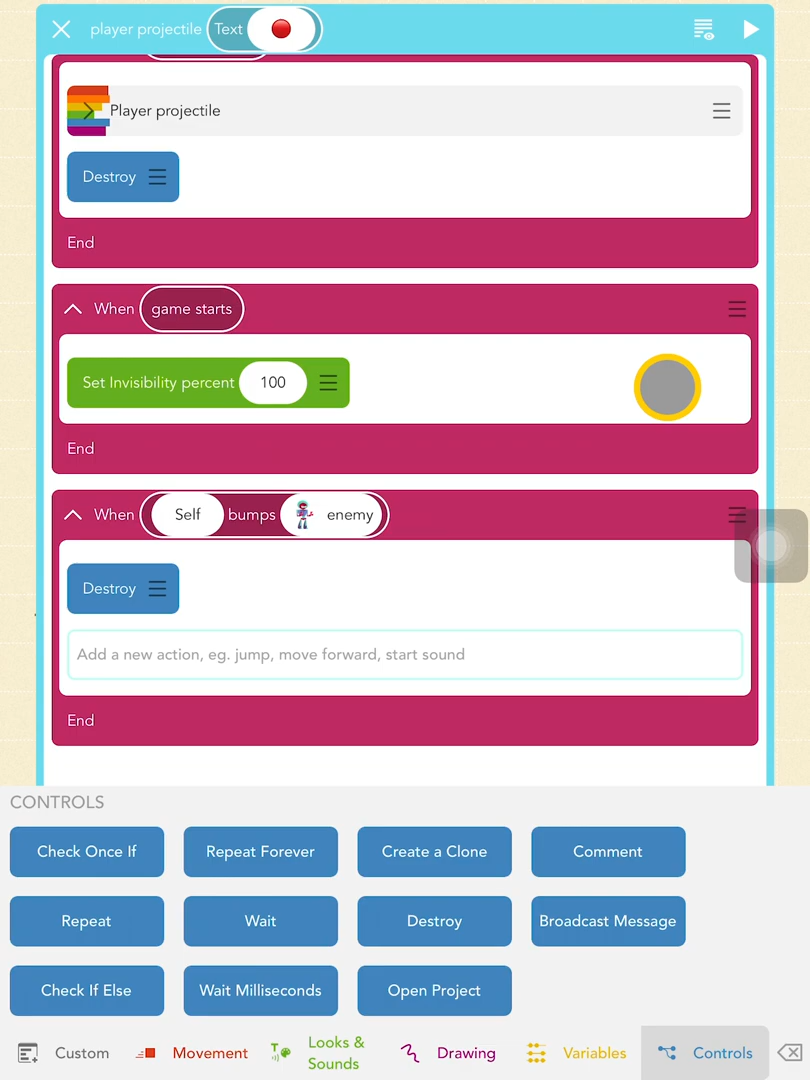 player projectile Text
Player projectile
Destroy
End
When game starts
Set Invisibility percent 100
End
When Self bumps enemy
Destroy
Add a new action, eg. jump, move forward, start sound
End
CONTROLS
Check Once If Repeat Forever Create a Clone Comment
Repeat Wait Destroy Broadcast Message
Check If Else Wait Milliseconds Open Project
Custom Movement Looks & Sounds Drawing Variables Controls